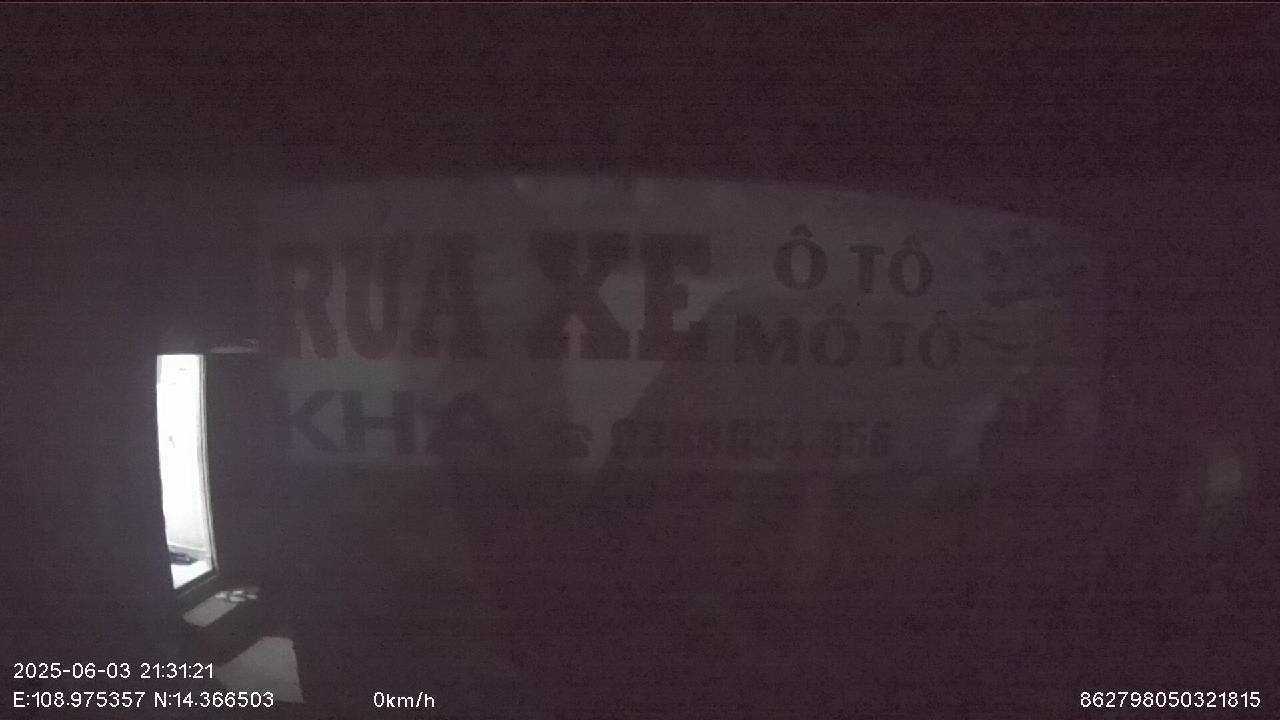 RỬA XE Ô TÔ
MÔ TÔ
KHA
2025-06-03 21:31:21
E:108.975357 N:14.366503 0km/h 862798050321815